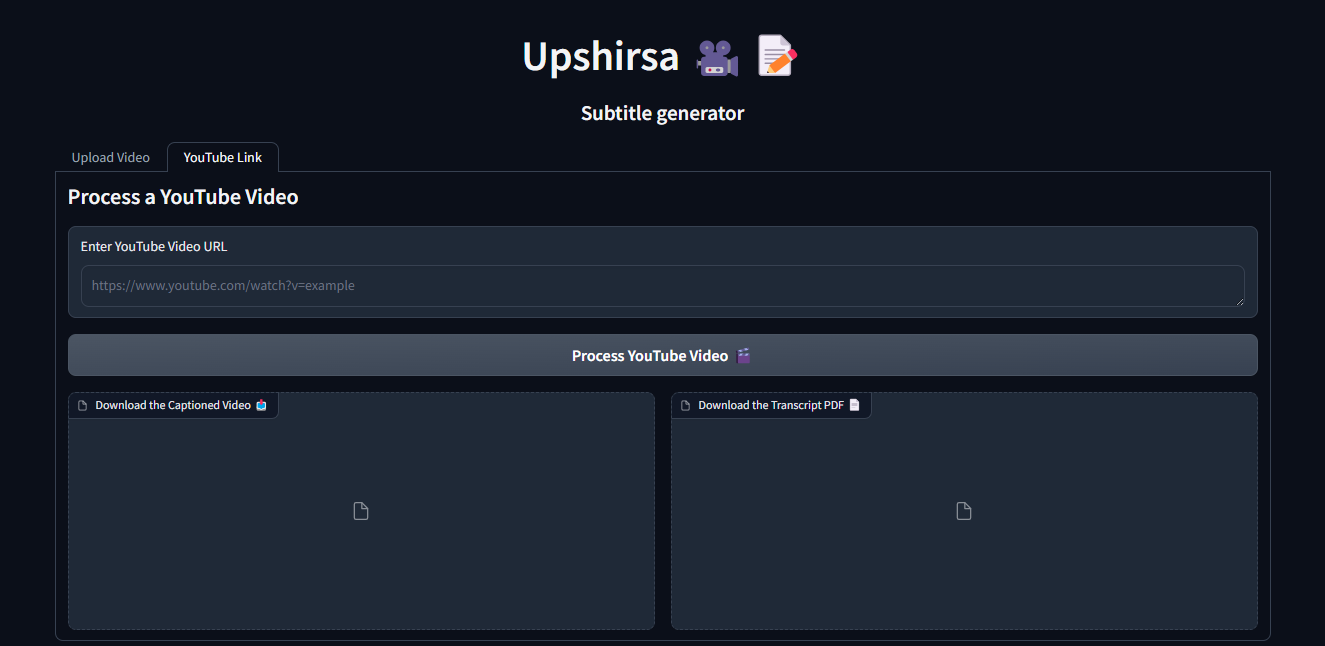 Upshirsa 🎥 📝
Subtitle generator
Upload Video
YouTube Link
Process a YouTube Video
Enter YouTube Video URL
https://www.youtube.com/watch?v=example
Process YouTube Video 🎬
Download the Captioned Video 📥
Download the Transcript PDF 📄